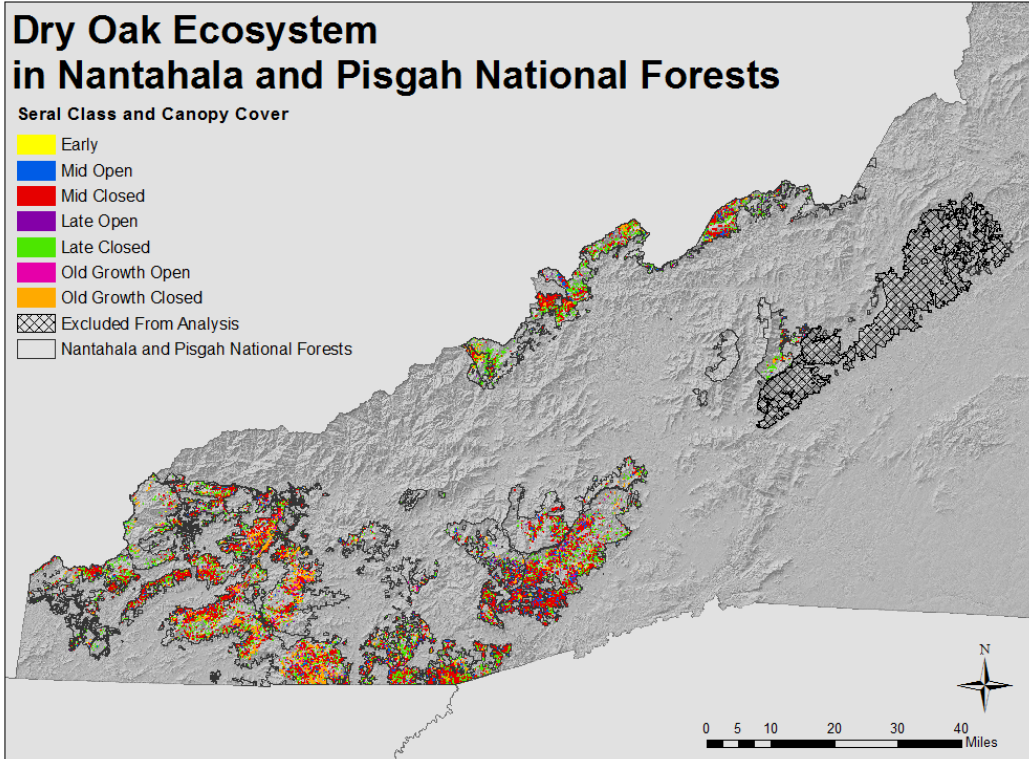 Dry Oak Ecosystem
in Nantahala and Pisgah National Forests
Seral Class and Canopy Cover
Early
Mid Open
Mid Closed
Late Open
Late Closed
Old Growth Open
Old Growth Closed
Excluded From Analysis
Nantahala and Pisgah National Forests
N
0 5 10 20 30 40
Miles